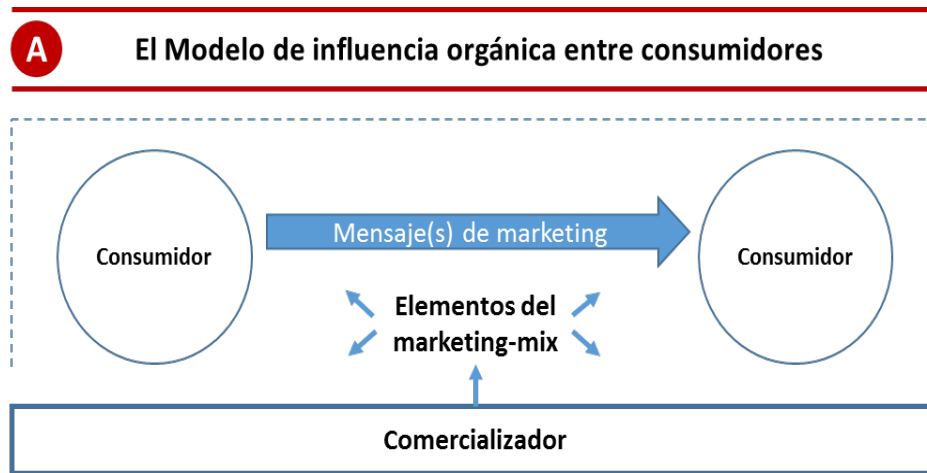 A
El Modelo de influencia orgánica entre consumidores
Consumidor
Mensaje(s) de marketing
Consumidor
Elementos del
marketing-mix
Comercializador